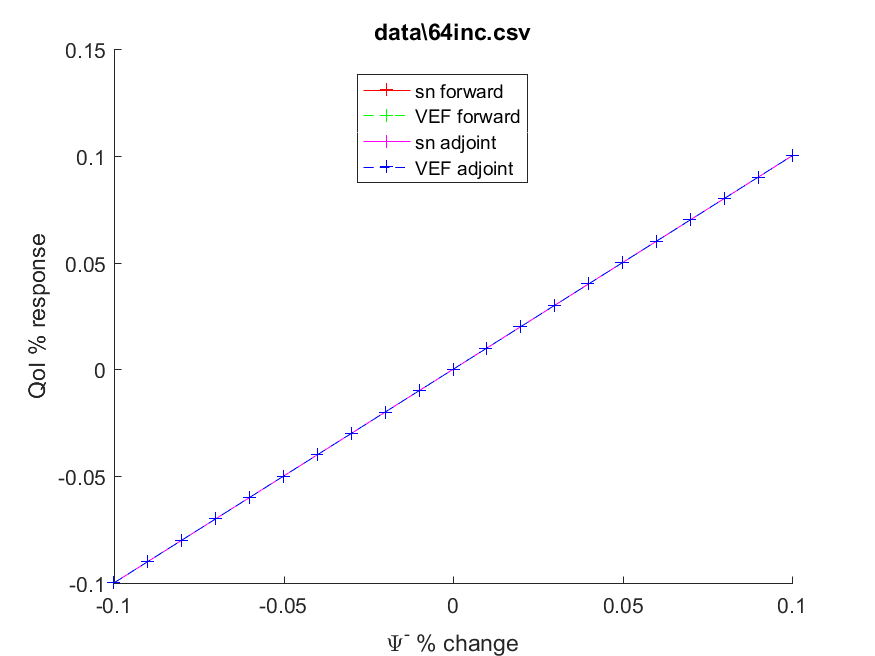 data\64inc.csv
0.15
0.1
0.05
0
-0.05
-0.1
QoI % response
sn forward
VEF forward
sn adjoint
VEF adjoint
-0.1
-0.05
0
0.05
0.1
Ψ- % change